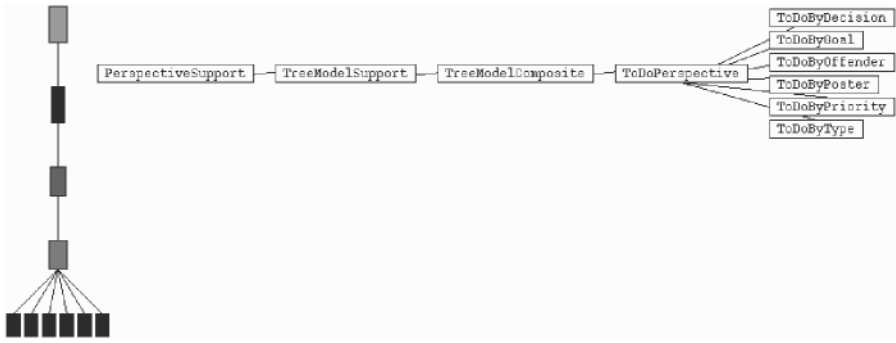 ToDoByDecision
ToDoByGoal
PerspectiveSupport TreeModelSupport TreeModelComposite ToDoPerspective ToDoByOffender
ToDoByPoster
ToDoByPriority
ToDoByType